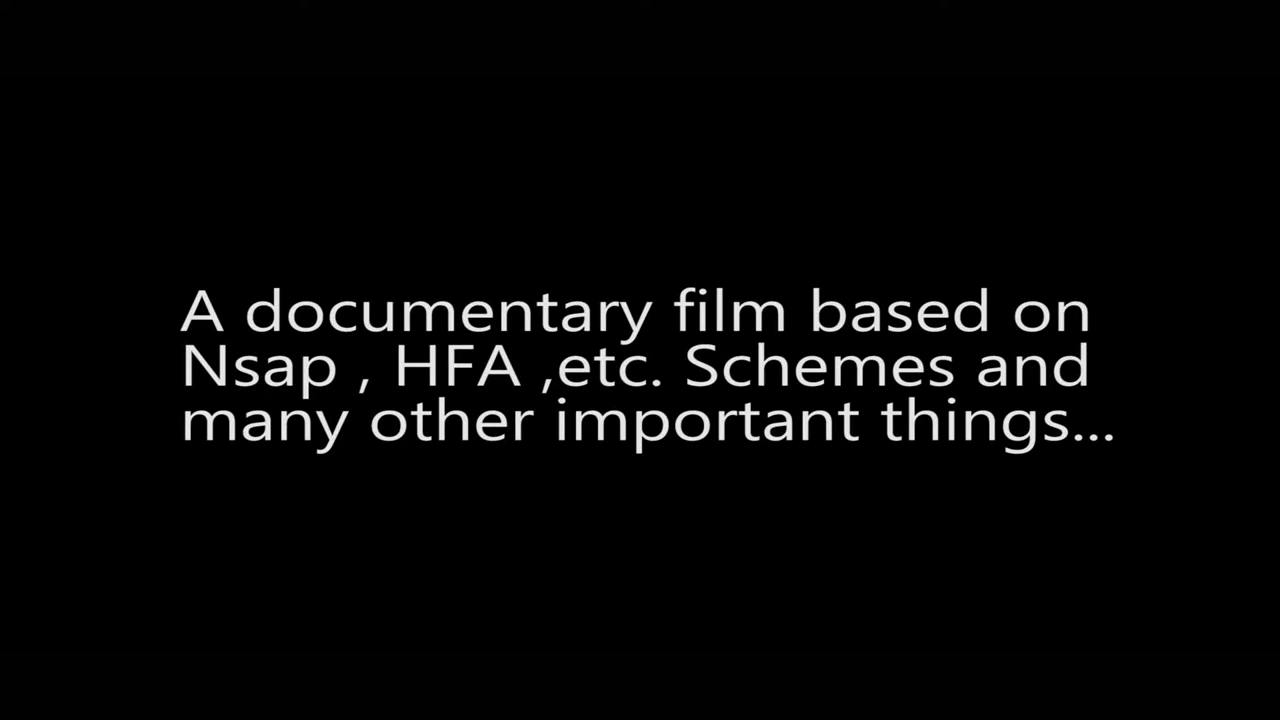 A documentary film based on
Nsap , HFA ,etc. Schemes and
many other important things...